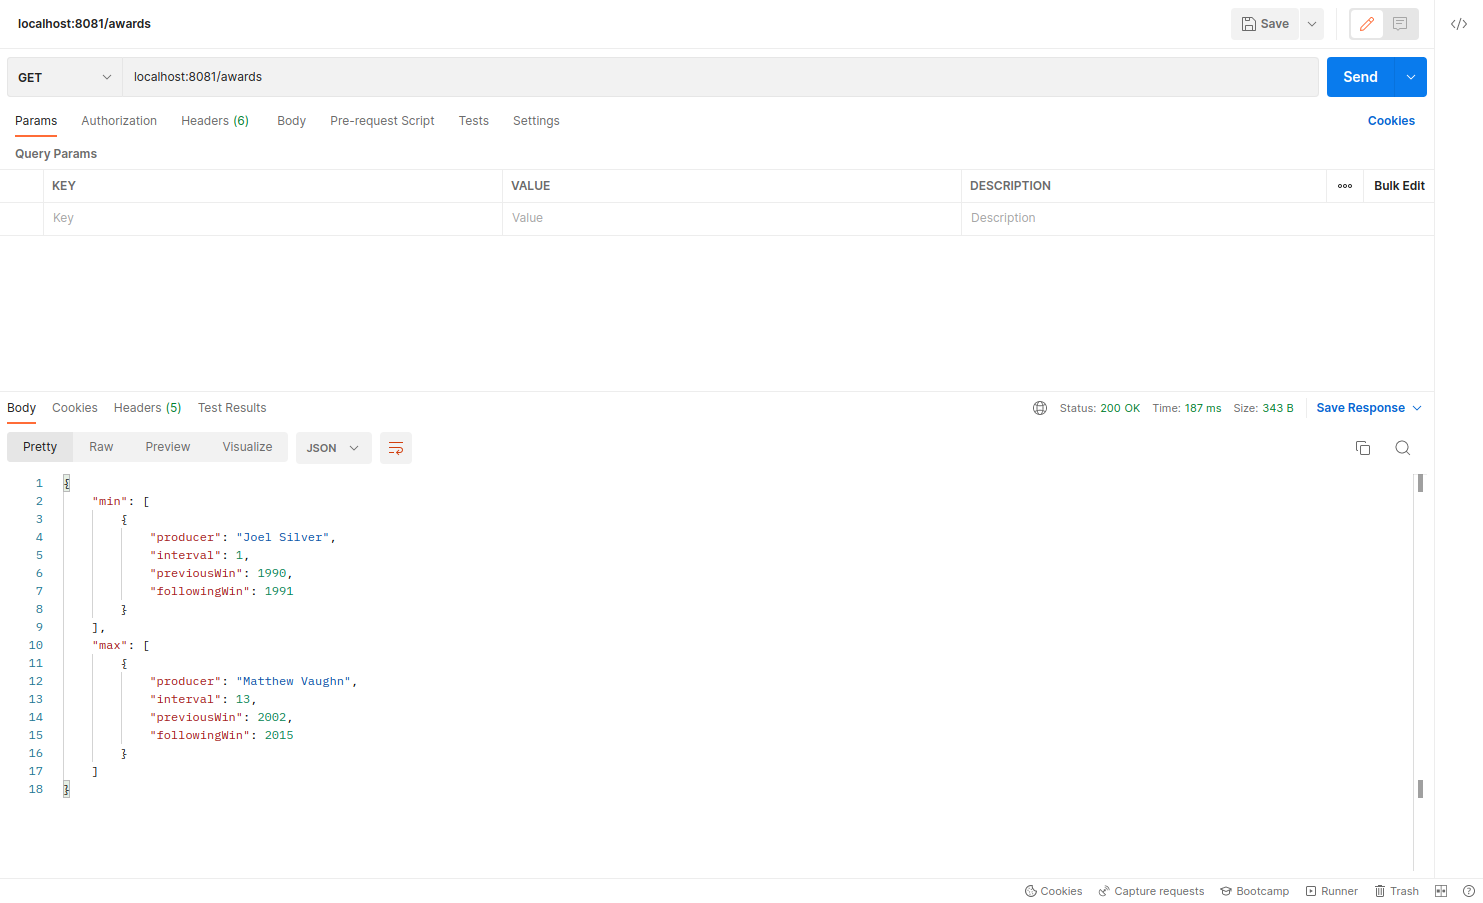 localhost:8081/awards
Save
GET
localhost:8081/awards
Send
Params Authorization Headers (6) Body Pre-request Script Tests Settings Cookies
Query Params
KEY VALUE DESCRIPTION ooo Bulk Edit
Key Value Description
Body Cookies Headers (5) Test Results Status: 200 OK Time: 187 ms Size: 343 B Save Response
Pretty Raw Preview Visualize JSON
1 {
2 "min": [
3 {
4 "producer": "Joel Silver",
5 "interval": 1,
6 "previousWin": 1990,
7 "followingWin": 1991
8 }
9 ],
10 "max": [
11 {
12 "producer": "Matthew Vaughn",
13 "interval": 13,
14 "previousWin": 2002,
15 "followingWin": 2015
16 }
17 ]
18 }
Cookies Capture requests Bootcamp Runner Trash